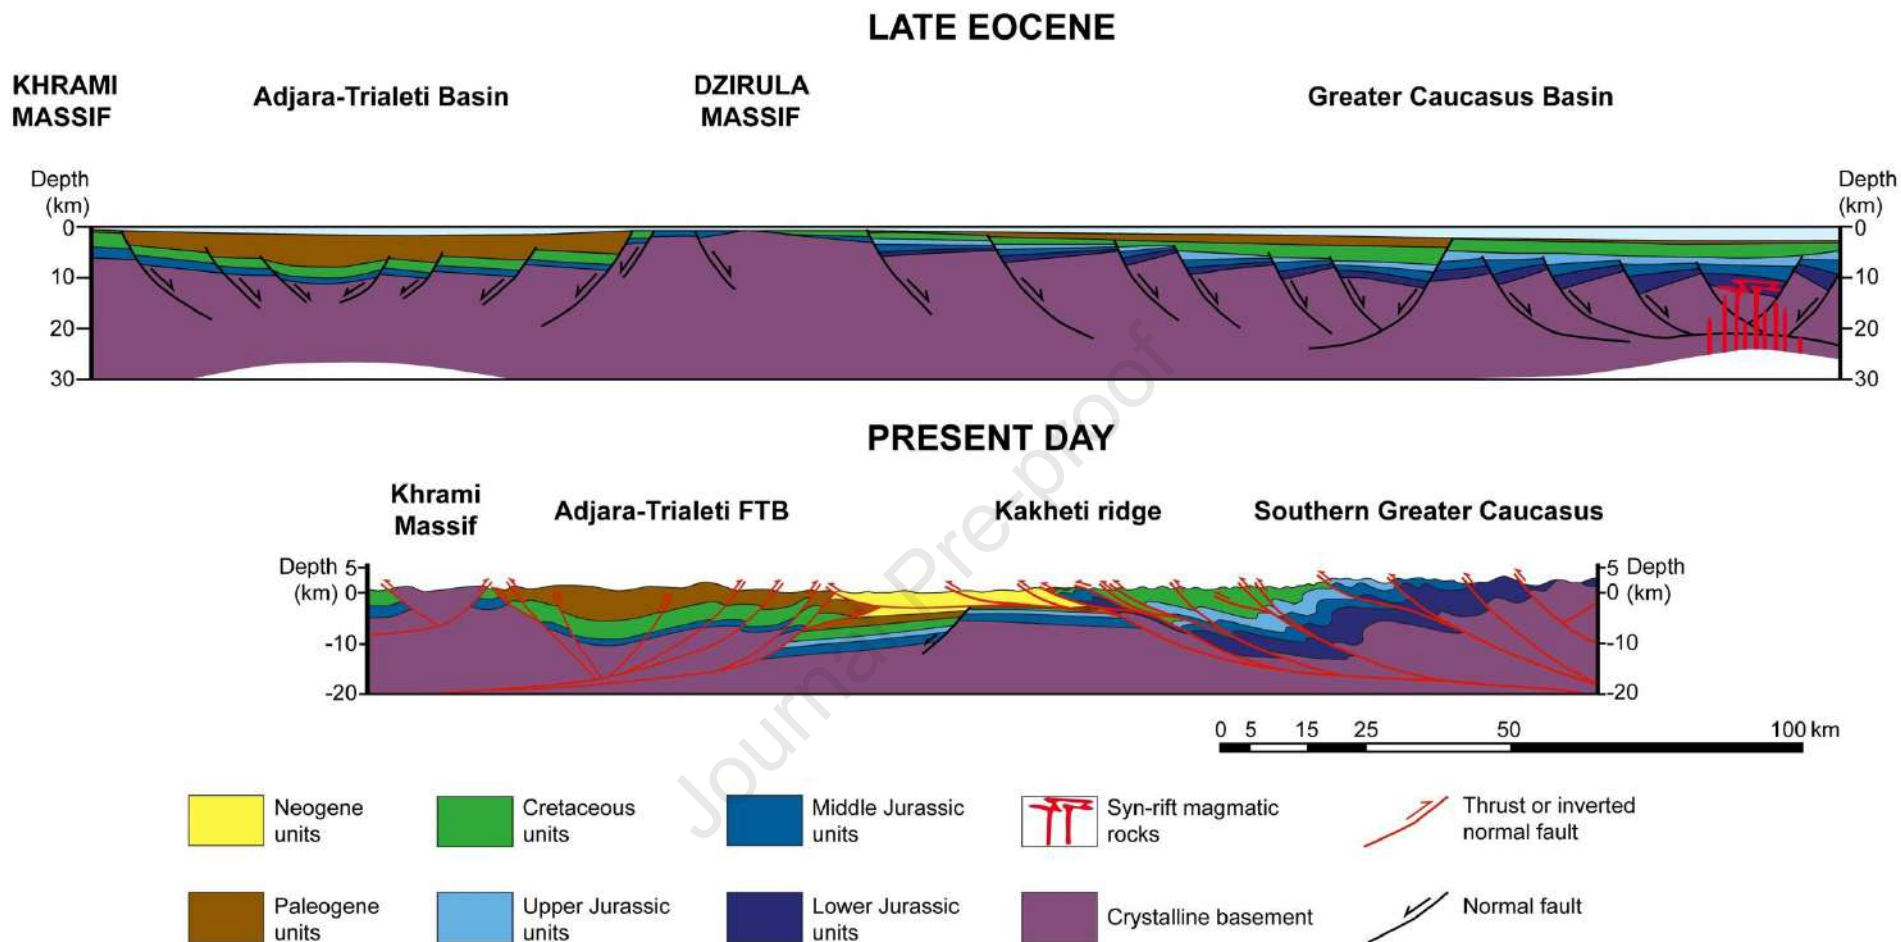 LATE EOCENE
KHRAMI
MASSIF
Adjara-Trialeti Basin
DZIRULA
MASSIF
Greater Caucasus Basin
Depth
(km)
0
10
20
30
Depth
(km)
0
10
20
30
PRESENT DAY
Khrami
Massif
Adjara-Trialeti FTB
Kakheti ridge
Southern Greater Caucasus
Depth 5
(km) 0
-10
-20
5 Depth
0 (km)
-10
-20
0 5 15 25 50 100 km
Journal Pre-proof
Neogene
units
Cretaceous
units
Middle Jurassic
units
Syn-rift magmatic
rocks
Thrust or inverted
normal fault
Paleogene
units
Upper Jurassic
units
Lower Jurassic
units
Crystalline basement
Normal fault